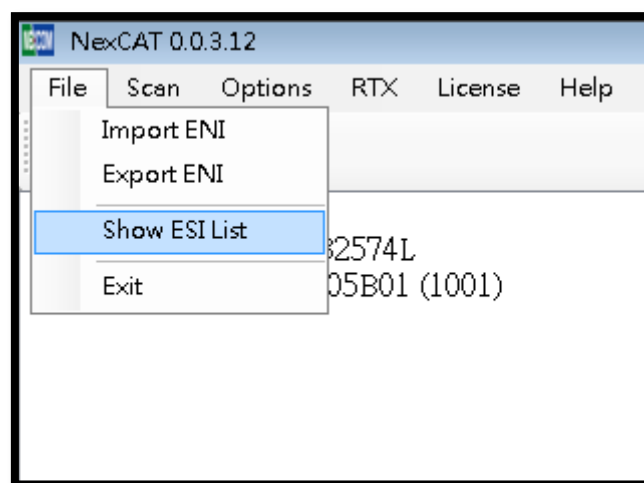 NEXCOM NexCAT 0.0.3.12
File Scan Options RTX License Help
Import ENI
Export ENI
Show ESI List
32574L
Exit
05B01 (1001)